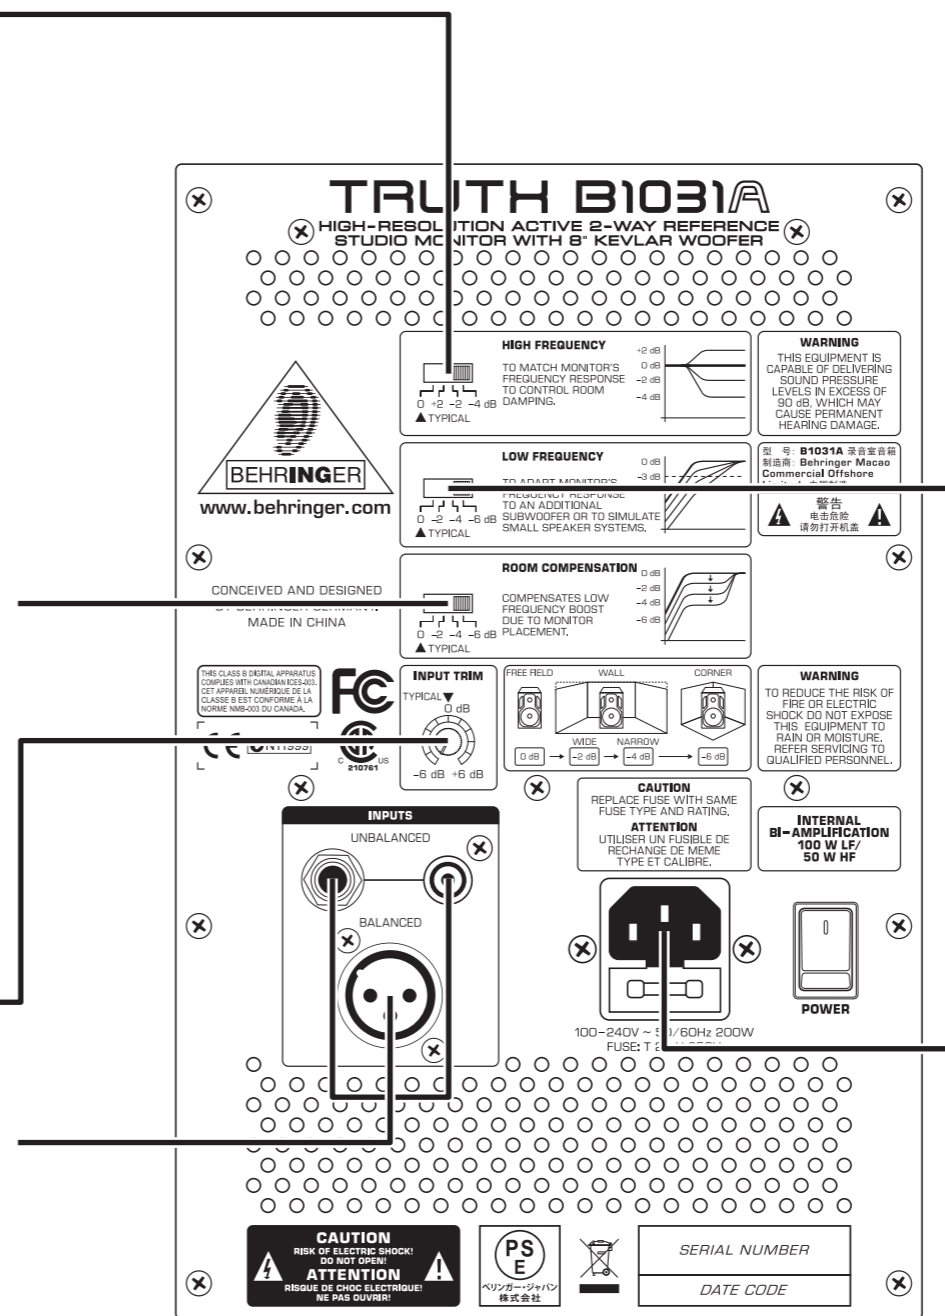 TRUTH B1031A
HIGH-RESOLUTION ACTIVE 2-WAY REFERENCE
STUDIO MONITOR WITH 8" KEVLAR WOOFER
BEHRINGER
www.behringer.com
HIGH FREQUENCY
TO MATCH MONITOR'S
FREQUENCY RESPONSE
TO CONTROL ROOM
DAMPING.
0 +2 -2 -4 dB
▲TYPICAL
+2 dB
0 dB
-2 dB
-4 dB
WARNING
THIS EQUIPMENT IS
CAPABLE OF DELIVERING
SOUND PRESSURE
LEVELS IN EXCESS OF
90 dB, WHICH MAY
CAUSE PERMANENT
HEARING DAMAGE.
LOW FREQUENCY
TO ADAPT MONITOR'S
FREQUENCY RESPONSE
TO AN ADDITIONAL
SUBWOOFER OR TO SIMULATE
SMALL SPEAKER SYSTEMS.
0 -2 -4 -6 dB
▲TYPICAL
0 dB
-3 dB
型 号: B1031A 录音室音箱
制造商: Behringer Macao
Commercial Offshore
警告
电击危险
请勿打开机盖
CONCEIVED AND DESIGNED
BY BEHRINGER GERMANY.
MADE IN CHINA
ROOM COMPENSATION
COMPENSATES LOW
FREQUENCY BOOST
DUE TO MONITOR
PLACEMENT.
0 -2 -4 -6 dB
▲TYPICAL
0 dB
-2 dB
-4 dB
-6 dB
THIS CLASS B DIGITAL APPARATUS
COMPLIES WITH CANADIAN ICES-003.
CET APPAREIL NUMÉRIQUE DE LA
CLASSE B EST CONFORME À LA
NORME NMB-003 DU CANADA.
FC
CE
N11999
C US
210761
INPUT TRIM
TYPICAL▼
0 dB
-6 dB +6 dB
FREE FIELD WALL CORNER
WIDE NARROW
0 dB → -2 dB → -4 dB → -6 dB
WARNING
TO REDUCE THE RISK OF
FIRE OR ELECTRIC
SHOCK DO NOT EXPOSE
THIS EQUIPMENT TO
RAIN OR MOISTURE.
REFER SERVICING TO
QUALIFIED PERSONNEL.
CAUTION
REPLACE FUSE WITH SAME
FUSE TYPE AND RATING.
ATTENTION
UTILISER UN FUSIBLE DE
RECHANGE DE MEME
TYPE ET CALIBRE.
INTERNAL
BI-AMPLIFICATION
100 W LF/
50 W HF
INPUTS
UNBALANCED
BALANCED
POWER
100-240V ~ 50/60Hz 200W
FUSE: T
CAUTION
RISK OF ELECTRIC SHOCK!
DO NOT OPEN!
ATTENTION
RISQUE DE CHOC ELECTRIQUE!
NE PAS OUVRIR!
PS
E
ベリンガー・ジャパン
株式会社
SERIAL NUMBER
DATE CODE